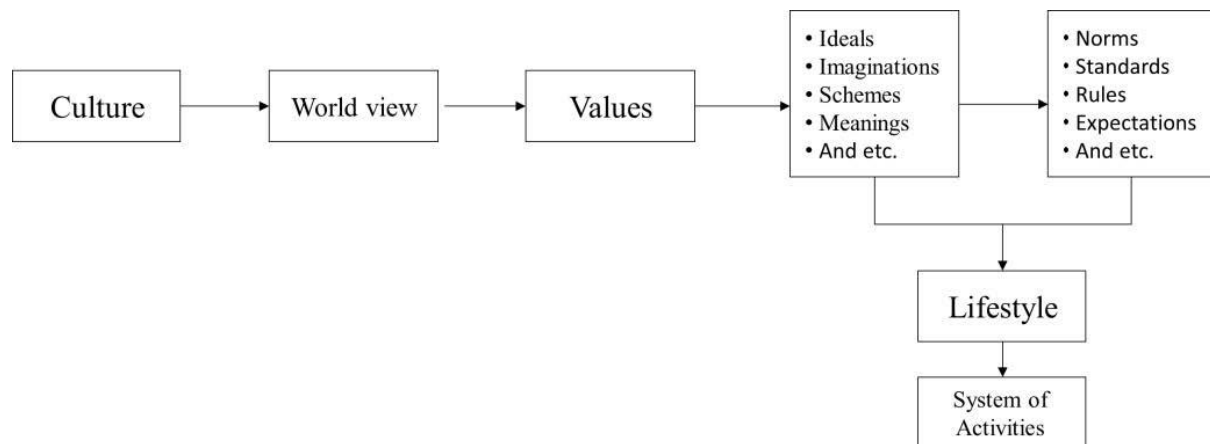 Culture
World view
Values
• Ideals
• Imaginations
• Schemes
• Meanings
• And etc.
• Norms
• Standards
• Rules
• Expectations
• And etc.
Lifestyle
System of
Activities